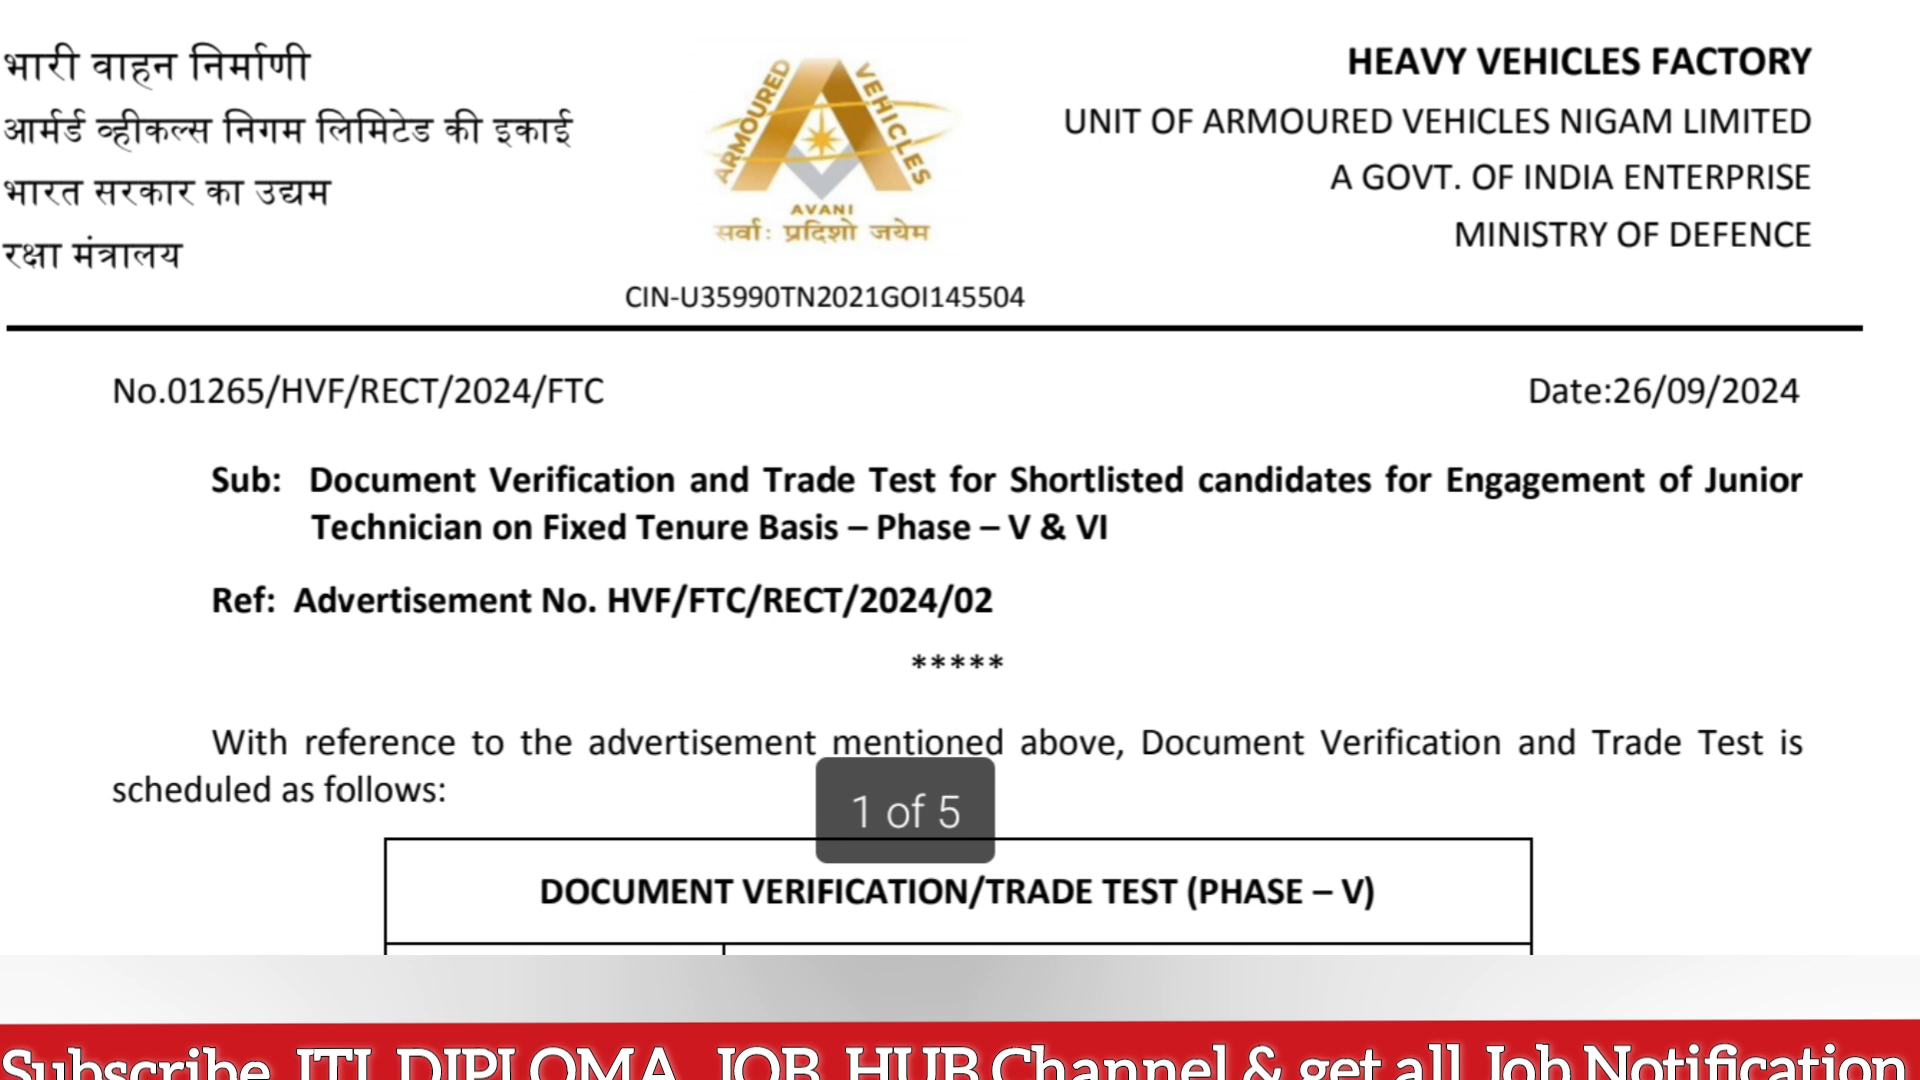 भारी वाहन निर्माणी
आर्मर्ड व्हीकल्स निगम लिमिटेड की इकाई
भारत सरकार का उद्यम
रक्षा मंत्रालय
ARMOURED VEHICLES
AVANI
सर्वाः प्रदिशो जयेम
CIN-U35990TN2021GOI145504
HEAVY VEHICLES FACTORY
UNIT OF ARMOURED VEHICLES NIGAM LIMITED
A GOVT. OF INDIA ENTERPRISE
MINISTRY OF DEFENCE
No.01265/HVF/RECT/2024/FTC
Date:26/09/2024
Sub: Document Verification and Trade Test for Shortlisted candidates for Engagement of Junior
Technician on Fixed Tenure Basis – Phase – V & VI
Ref: Advertisement No. HVF/FTC/RECT/2024/02
*****
With reference to the advertisement mentioned above, Document Verification and Trade Test is
scheduled as follows:
1 of 5
DOCUMENT VERIFICATION/TRADE TEST (PHASE – V)
Subscribe ITI DIPLOMA JOB HUB Channel & get all Job Notification